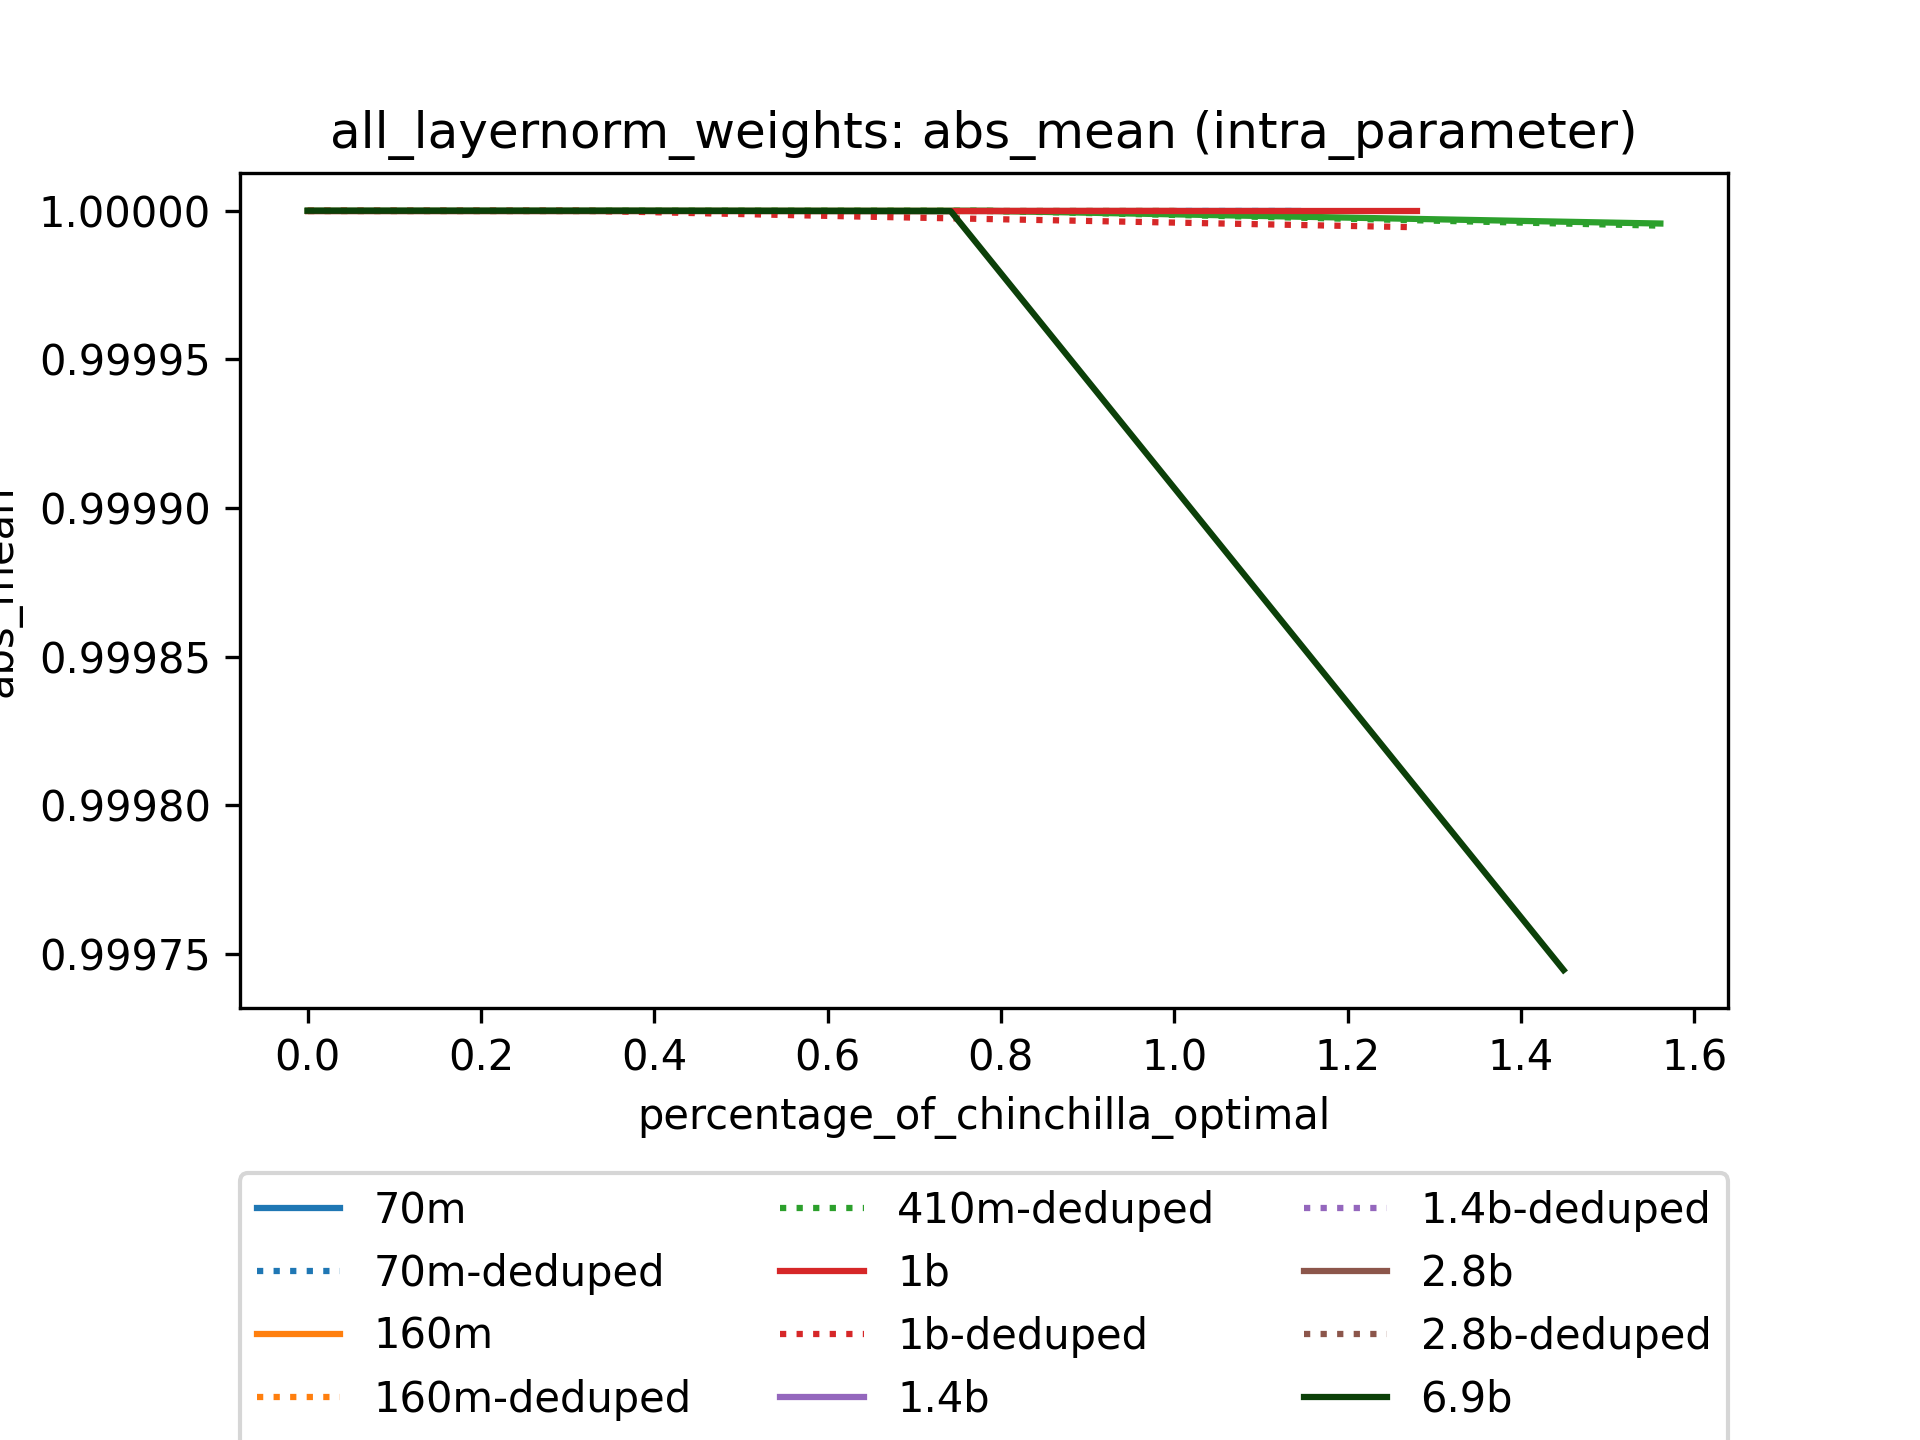 all_layernorm_weights: abs_mean (intra_parameter)
1.00000
0.99995
0.99990
0.99985
0.99980
0.99975
abs_mean
0.0 0.2 0.4 0.6 0.8 1.0 1.2 1.4 1.6
percentage_of_chinchilla_optimal
70m
70m-deduped
160m
160m-deduped
410m-deduped
1b
1b-deduped
1.4b
1.4b-deduped
2.8b
2.8b-deduped
6.9b